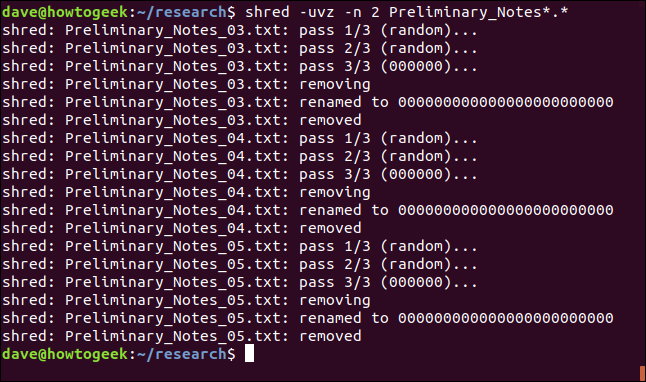 dave@howtogeek:~/research$ shred -uvz -n 2 Preliminary_Notes*.*
shred: Preliminary_Notes_03.txt: pass 1/3 (random)...
shred: Preliminary_Notes_03.txt: pass 2/3 (random)...
shred: Preliminary_Notes_03.txt: pass 3/3 (000000)...
shred: Preliminary_Notes_03.txt: removing
shred: Preliminary_Notes_03.txt: renamed to 000000000000000000000000
shred: Preliminary_Notes_03.txt: removed
shred: Preliminary_Notes_04.txt: pass 1/3 (random)...
shred: Preliminary_Notes_04.txt: pass 2/3 (random)...
shred: Preliminary_Notes_04.txt: pass 3/3 (000000)...
shred: Preliminary_Notes_04.txt: removing
shred: Preliminary_Notes_04.txt: renamed to 000000000000000000000000
shred: Preliminary_Notes_04.txt: removed
shred: Preliminary_Notes_05.txt: pass 1/3 (random)...
shred: Preliminary_Notes_05.txt: pass 2/3 (random)...
shred: Preliminary_Notes_05.txt: pass 3/3 (000000)...
shred: Preliminary_Notes_05.txt: removing
shred: Preliminary_Notes_05.txt: renamed to 000000000000000000000000
shred: Preliminary_Notes_05.txt: removed
dave@howtogeek:~/research$